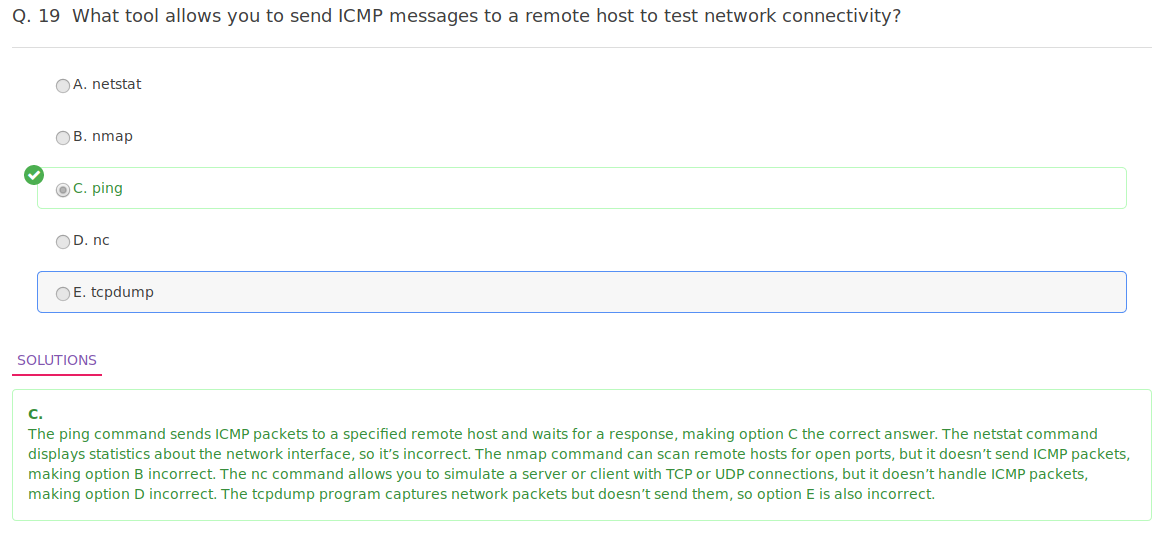 Q. 19 What tool allows you to send ICMP messages to a remote host to test network connectivity?
A. netstat
B. nmap
C. ping
D. nc
E. tcpdump
SOLUTIONS
C.
The ping command sends ICMP packets to a specified remote host and waits for a response, making option C the correct answer. The netstat command
displays statistics about the network interface, so it’s incorrect. The nmap command can scan remote hosts for open ports, but it doesn’t send ICMP packets,
making option B incorrect. The nc command allows you to simulate a server or client with TCP or UDP connections, but it doesn’t handle ICMP packets,
making option D incorrect. The tcpdump program captures network packets but doesn’t send them, so option E is also incorrect.